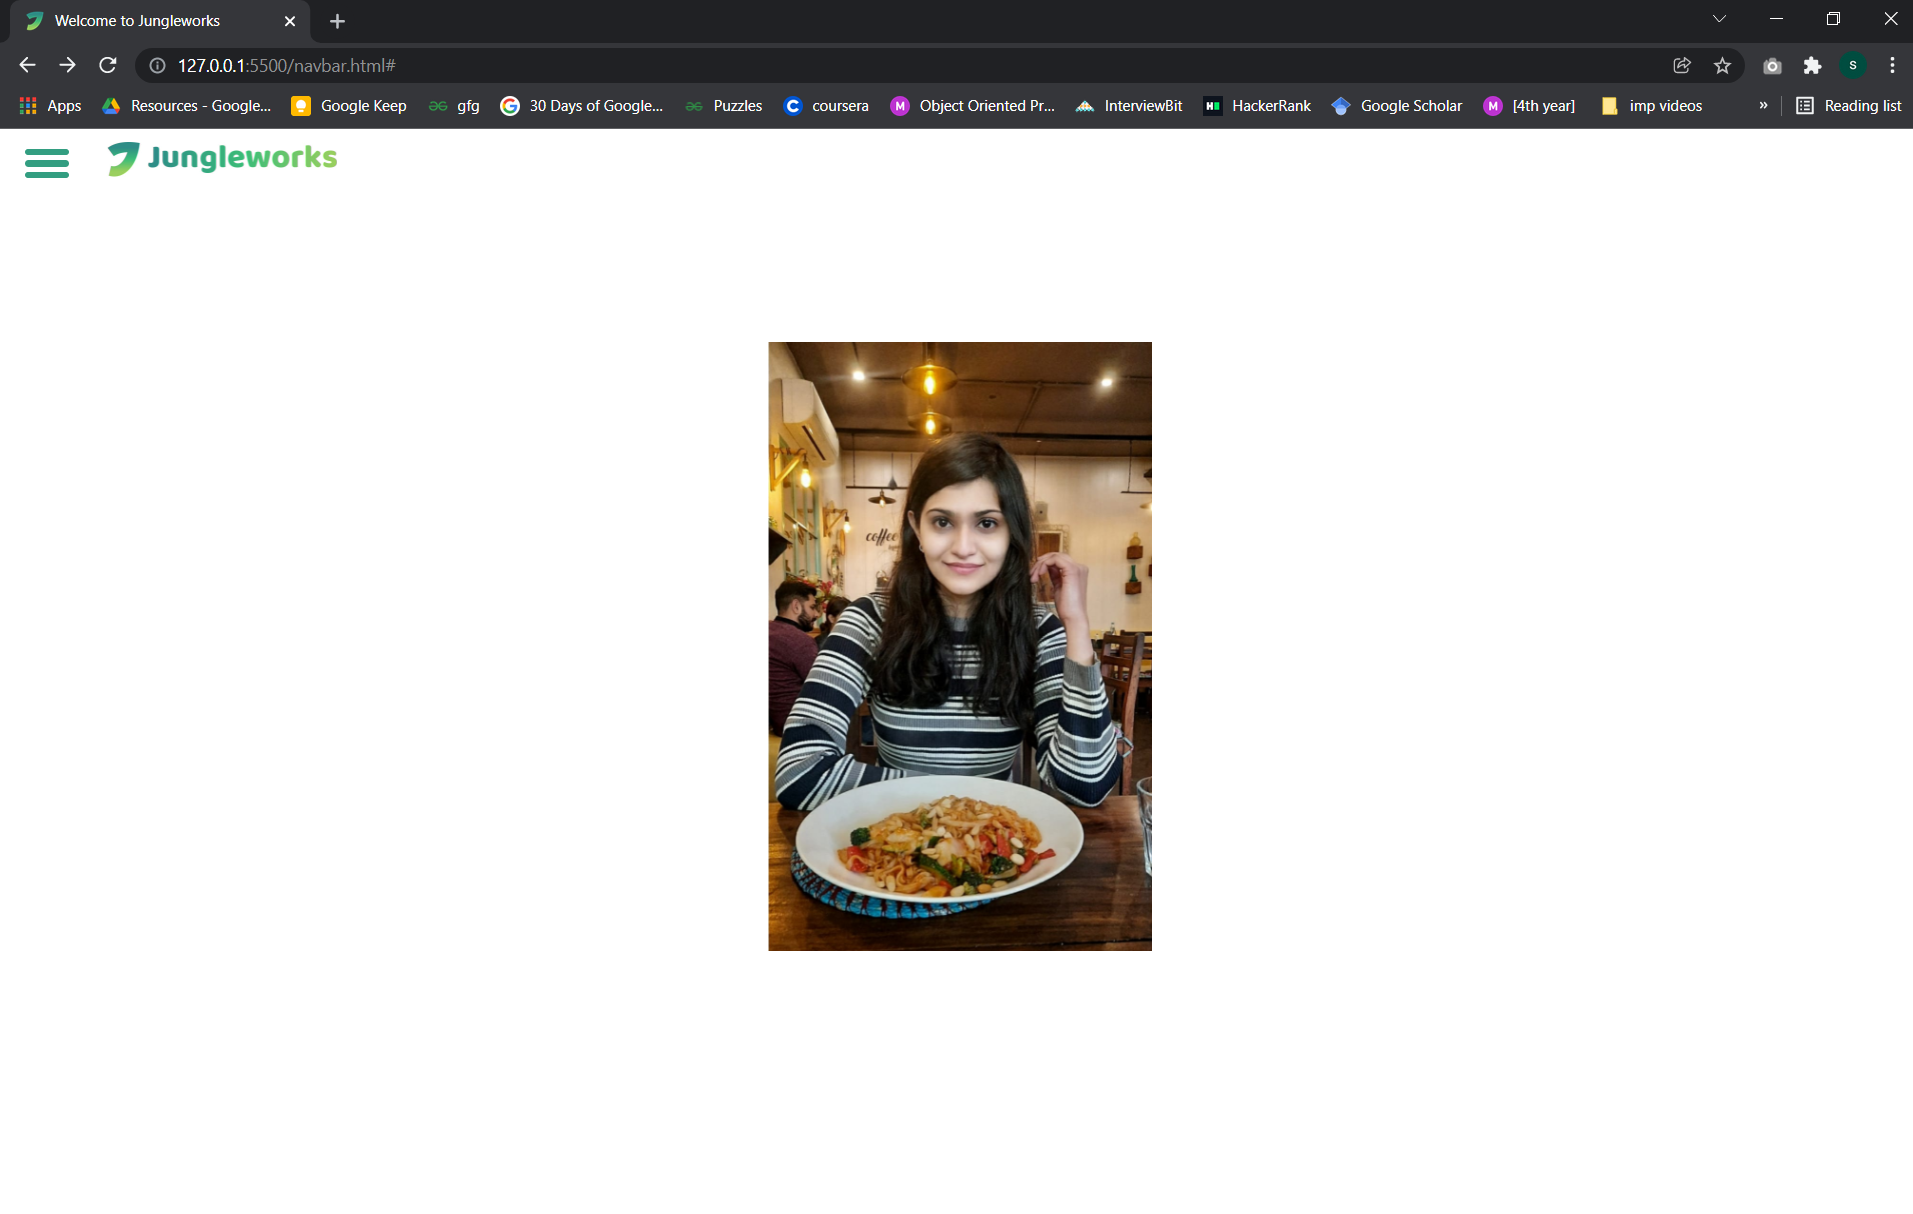 Welcome to Jungleworks
127.0.0.1:5500/navbar.html#
S
Apps Resources - Google... Google Keep gfg 30 Days of Google... Puzzles coursera M Object Oriented Pr... InterviewBit HackerRank Google Scholar M [4th year] imp videos » Reading list
Jungleworks
coffee